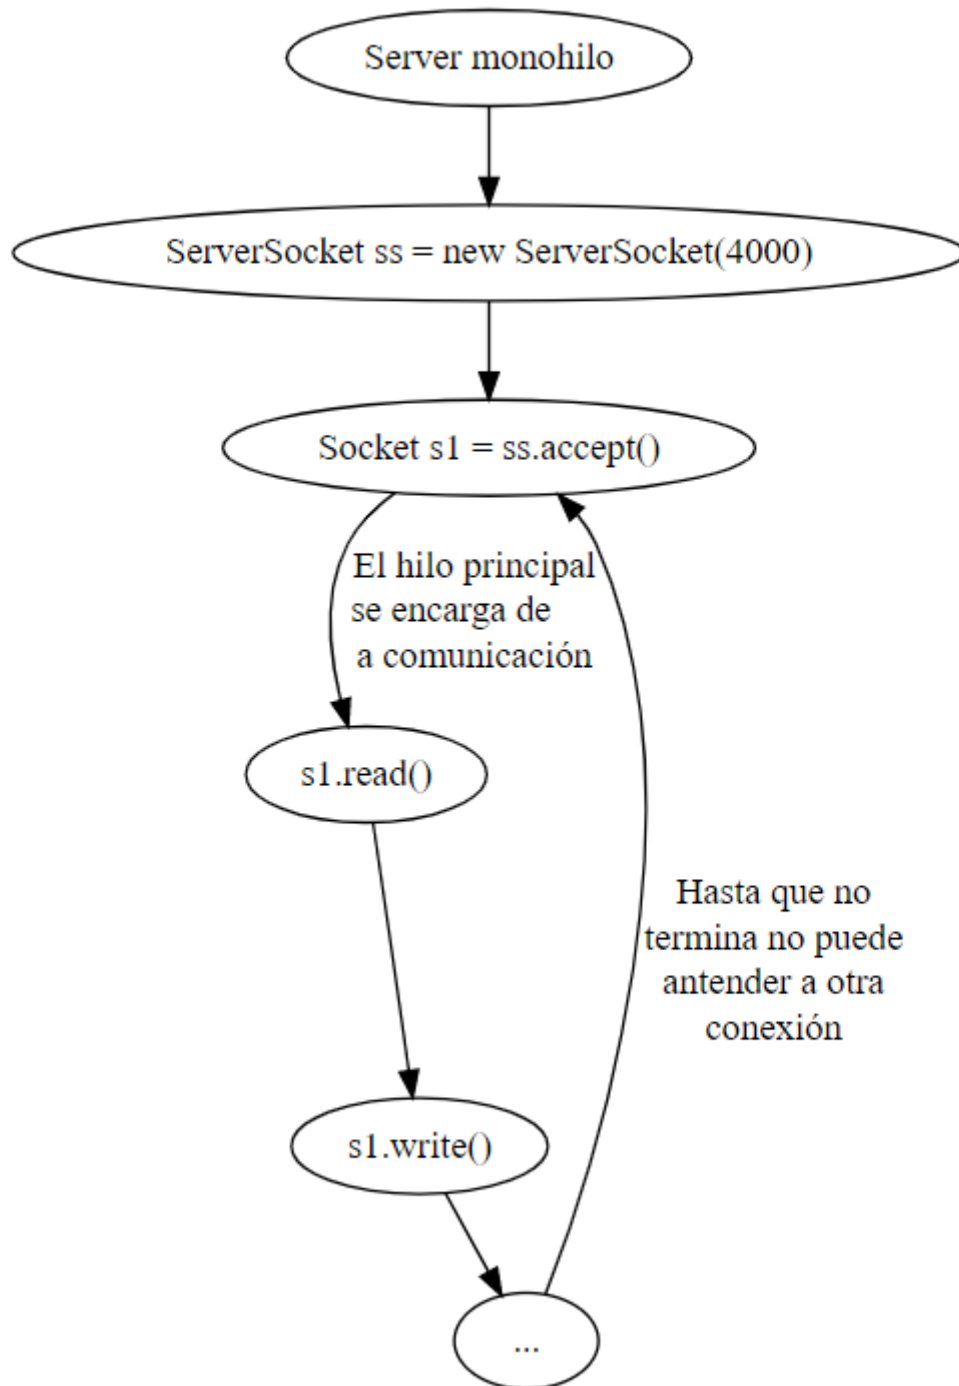 Server monohilo
ServerSocket ss = new ServerSocket(4000)
Socket s1 = ss.accept()
El hilo principal
se encarga de
a comunicación
s1.read()
Hasta que no
termina no puede
antender a otra
conexión
s1.write()
...